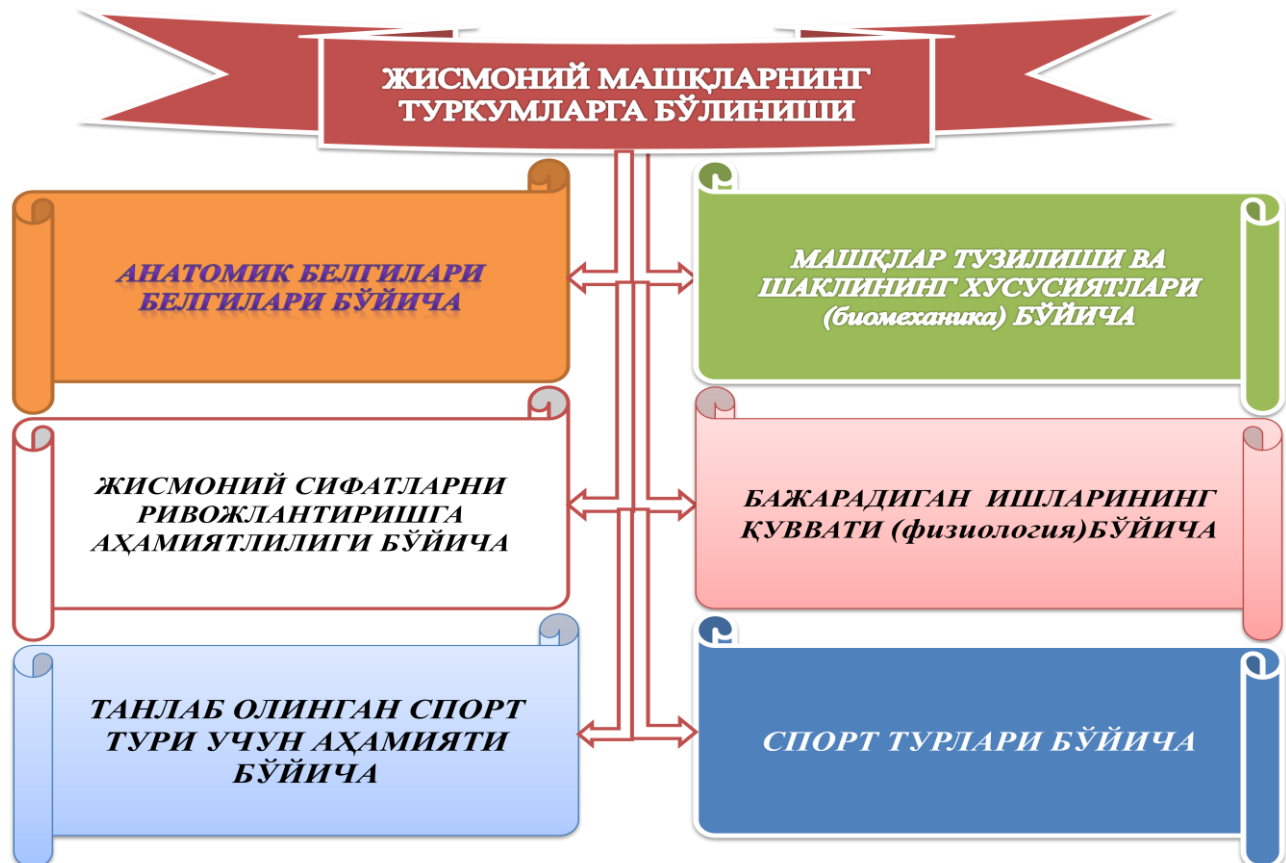 ЖИСМОНИЙ МАШҚЛАРНИНГ
ТУРКУМЛАРГА БЎЛИНИШИ
АНАТОМИК БЕЛГИЛАРИ
БЕЛГИЛАРИ БЎЙИЧА
МАШҚЛАР ТУЗИЛИШИ ВА
ШАКЛИНИНГ ХУСУСИЯТЛАРИ
(биомеханика) БЎЙИЧА
ЖИСМОНИЙ СИФАТЛАРНИ
РИВОЖЛАНТИРИШГА
АҲАМИЯТЛИЛИГИ БЎЙИЧА
БАЖАРАДИГАН ИШЛАРИНИНГ
ҚУВВАТИ (физиология)БЎЙИЧА
ТАНЛАБ ОЛИНГАН СПОРТ
ТУРИ УЧУН АҲАМИЯТИ
БЎЙИЧА
СПОРТ ТУРЛАРИ БЎЙИЧА